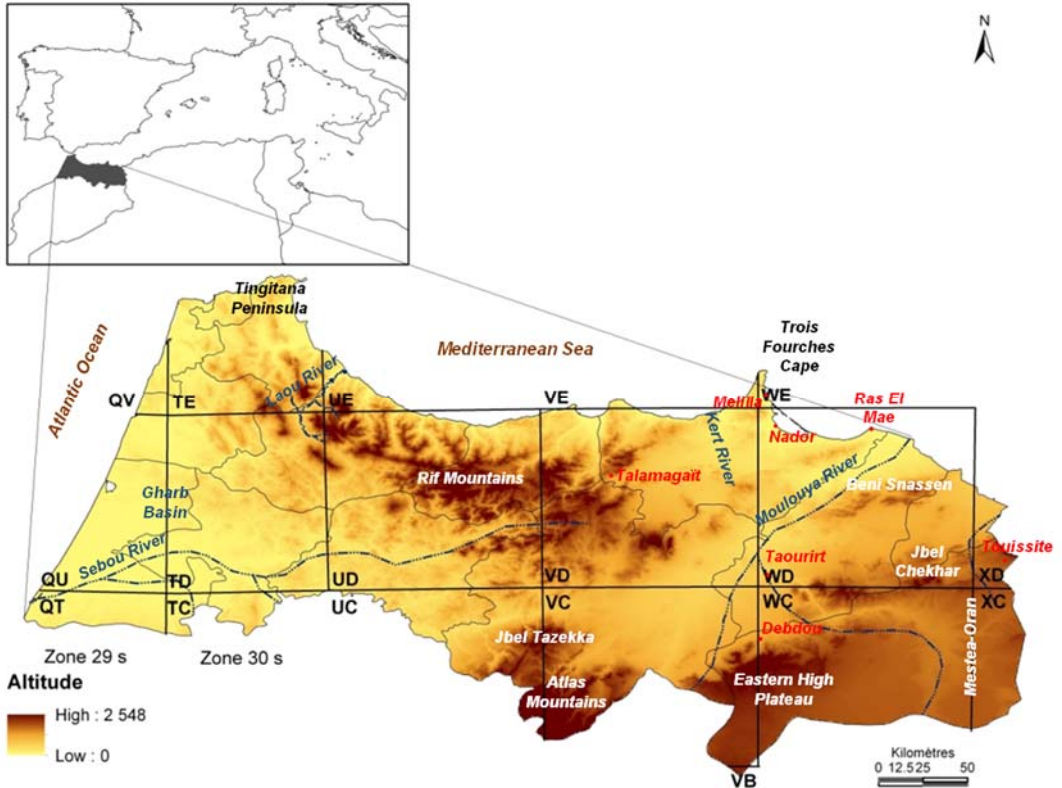 N
Tingitana
Peninsula
Atlantic Ocean
Mediterranean Sea
Trois
Fourches
Cape
Laou River
QV
TE
UE
VE
Melilla
WE
Ras El
Mae
Nador
Kert River
Rif Mountains
Talamagaït
Moulouya River
Beni Snassen
Gharb
Basin
Sebou River
Taourirt
Jbel
Chekhar
Touissite
QU
TD
UD
VD
WD
XD
QT
TC
UC
VC
WC
XC
Jbel Tazekka
Debdou
Mestea-Oran
Zone 29 s
Zone 30 s
Atlas
Mountains
Eastern High
Plateau
Altitude
High : 2 548
Low : 0
VB
Kilomètres
0 12.525 50